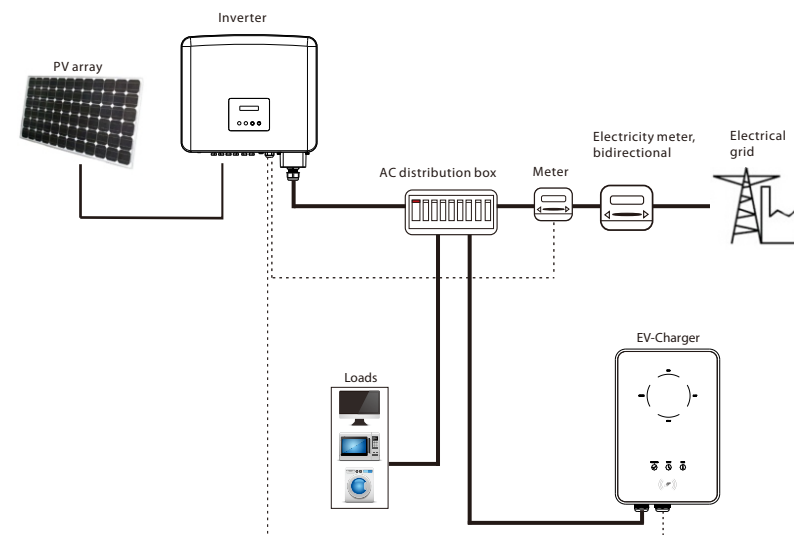 Inverter
PV array
Electricity meter,
bidirectional
Electrical
grid
AC distribution box
Meter
EV-Charger
Loads